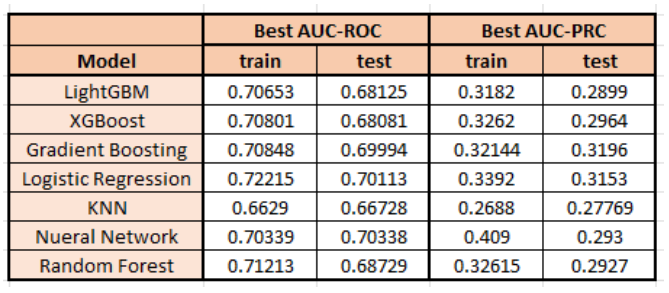 Best AUC-ROC Best AUC-PRC
Model train test train test
LightGBM 0.70653 0.68125 0.3182 0.2899
XGBoost 0.70801 0.68081 0.3262 0.2964
Gradient Boosting 0.70848 0.69994 0.32144 0.3196
Logistic Regression 0.72215 0.70113 0.3392 0.3153
KNN 0.6629 0.66728 0.2688 0.27769
Nueral Network 0.70339 0.70338 0.409 0.293
Random Forest 0.71213 0.68729 0.32615 0.2927